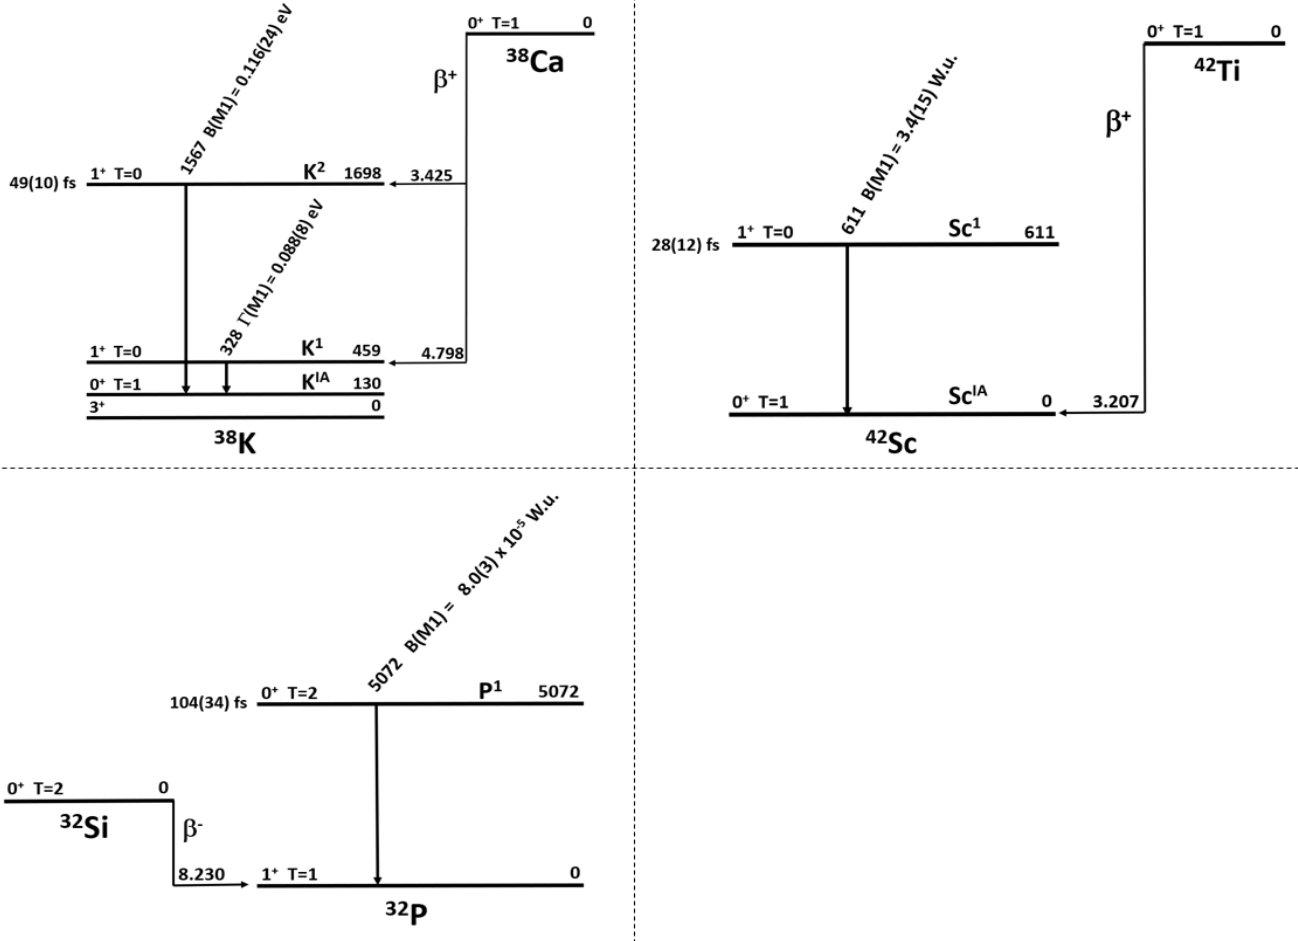 0⁺ T=1 0
³⁸Ca
β⁺
1567 B(M1) = 0.116(24) eV
49(10) fs 1⁺ T=0 K² 1698 3.425
328 Γ(M1) = 0.088(8) eV
1⁺ T=0 K¹ 459 4.798
0⁺ T=1 Kᴵᴬ 130
3⁺ 0
³⁸K
0⁺ T=1 0
⁴²Ti
β⁺
611 B(M1) = 3.4(15) W.u.
28(12) fs 1⁺ T=0 Sc¹ 611
0⁺ T=1 Scᴵᴬ 0 3.207
⁴²Sc
5072 B(M1) = 8.0(3) x 10⁻⁵ W.u.
104(34) fs 0⁺ T=2 P¹ 5072
0⁺ T=2 0
³²Si
β⁻
8.230 1⁺ T=1 0
³²P